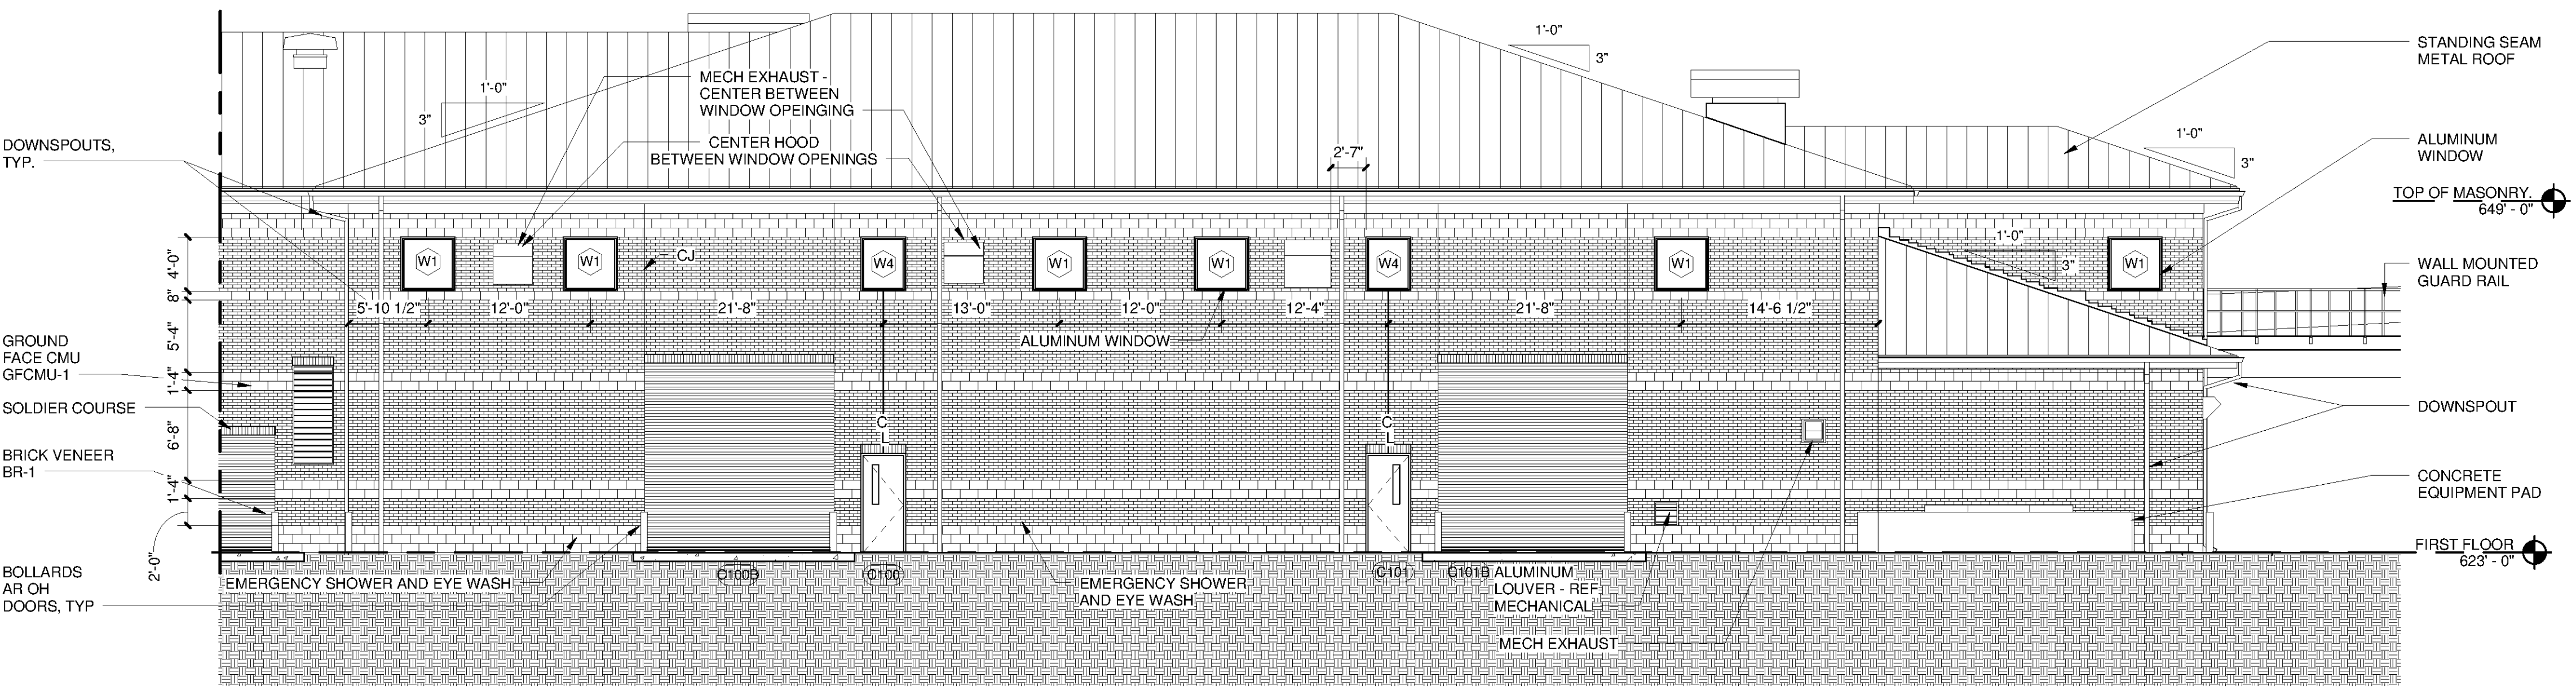 1'-0"
3"
STANDING SEAM
METAL ROOF
MECH EXHAUST -
CENTER BETWEEN
WINDOW OPEINGING
1'-0"
3"
CENTER HOOD
BETWEEN WINDOW OPENINGS
DOWNSPOUTS,
TYP.
2'-7"
1'-0"
3"
ALUMINUM
WINDOW
TOP OF MASONRY.
649' - 0"
4'-0"
8"
5'-4"
1'-4"
6'-8"
1'-4"
2'-0"
W1
W1
CJ
W4
W1
W1
W4
W1
1'-0"
3"
W1
WALL MOUNTED
GUARD RAIL
5'-10 1/2"
12'-0"
21'-8"
13'-0"
12'-0"
12'-4"
21'-8"
14'-6 1/2"
ALUMINUM WINDOW
GROUND
FACE CMU
GFCMU-1
SOLDIER COURSE
BRICK VENEER
BR-1
C
L
C
L
DOWNSPOUT
CONCRETE
EQUIPMENT PAD
FIRST FLOOR
623' - 0"
BOLLARDS
AR OH
DOORS, TYP
EMERGENCY SHOWER AND EYE WASH
C100B
C100
EMERGENCY SHOWER
AND EYE WASH
C101
C101B
ALUMINUM
LOUVER - REF
MECHANICAL
MECH EXHAUST